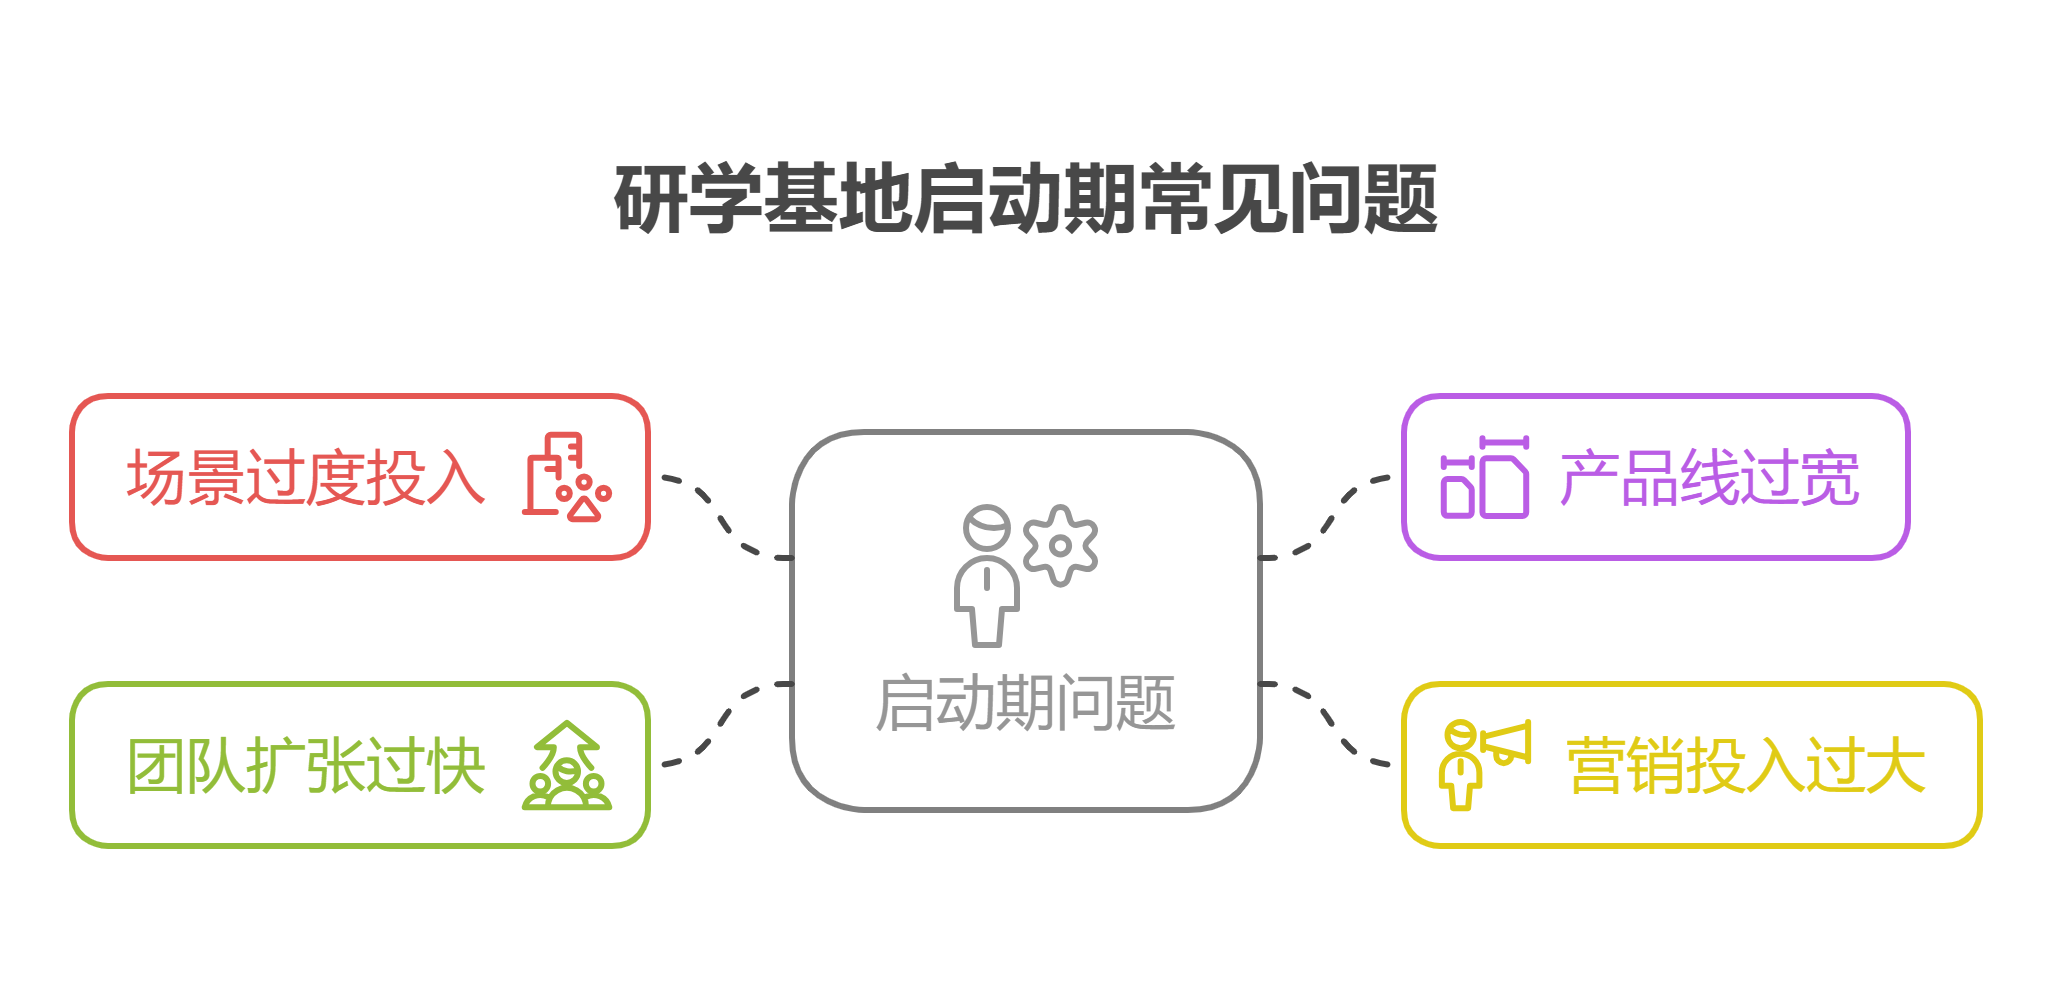 研学基地启动期常见问题
场景过度投入
产品线过宽
启动期问题
团队扩张过快
营销投入过大